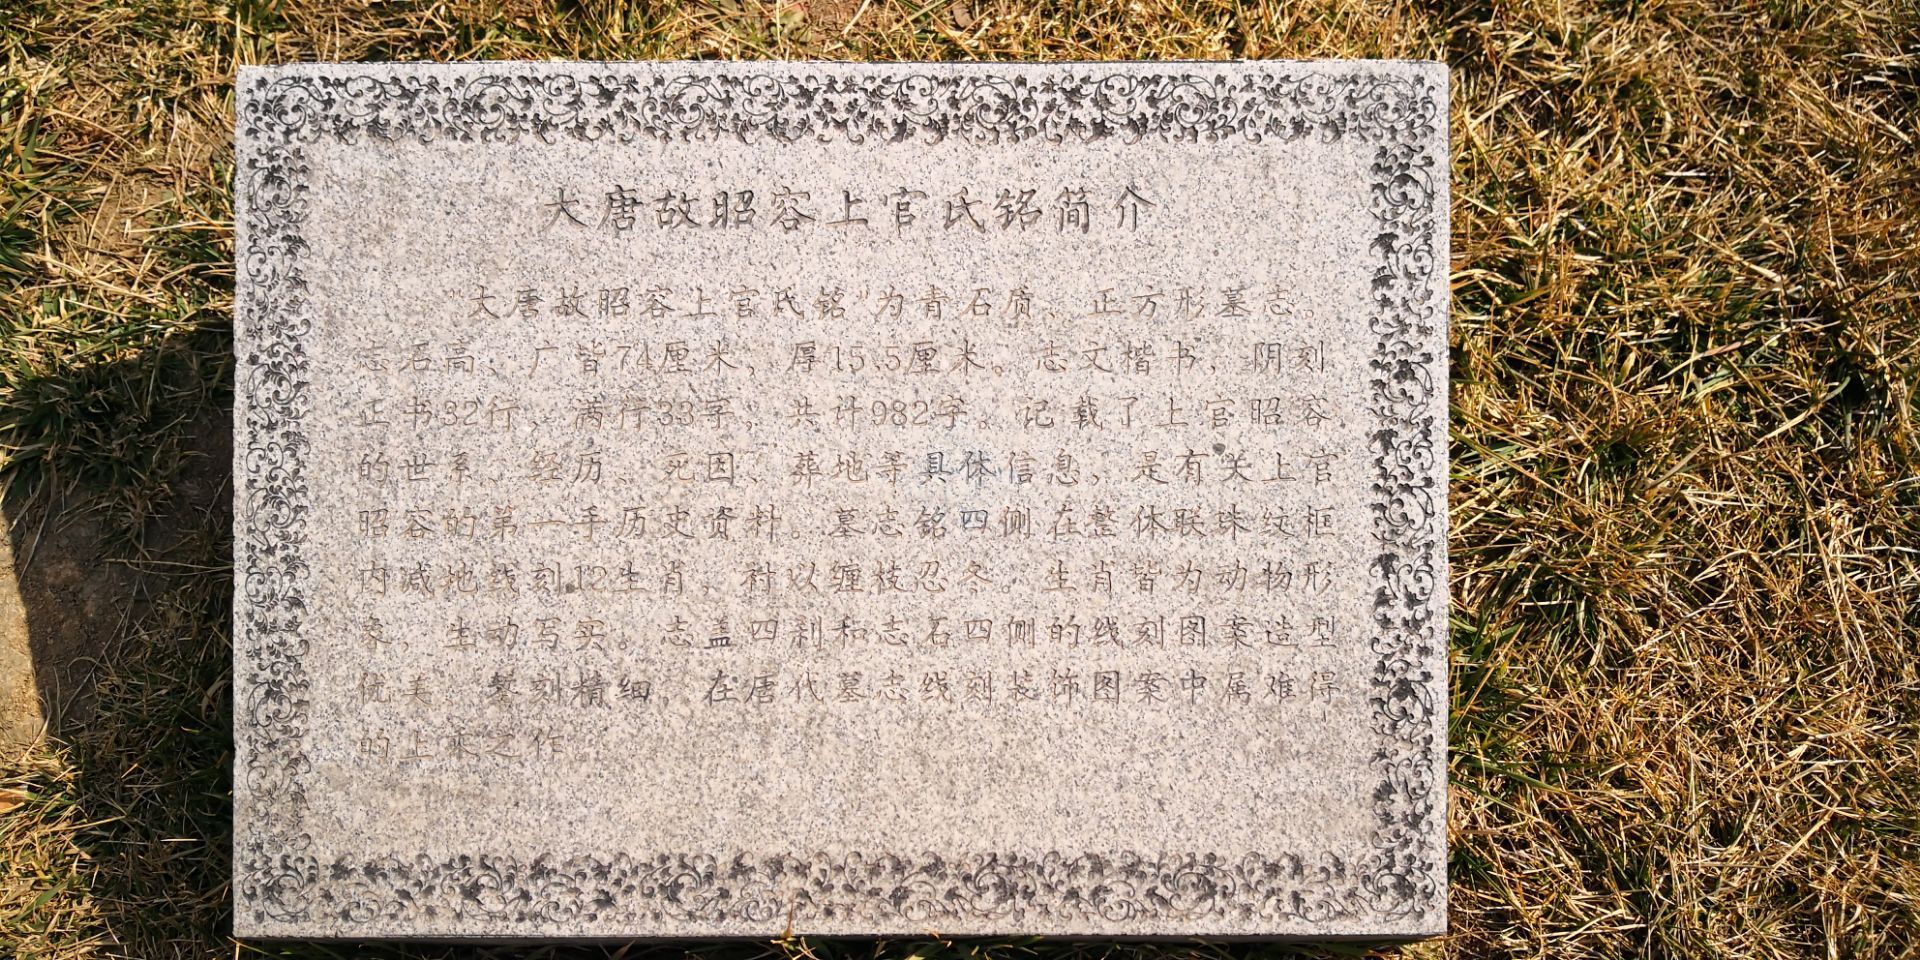 大唐故昭容上官氏铭简介
“大唐故昭容上官氏铭”为青石质、正方形墓志。
志石高、广皆74厘米，厚15.5厘米。志文楷书，阴刻
正书32行，满行33字，共计982字。记载了上官昭容
的世系、经历、死因、葬地等具体信息，是有关上官
昭容的第一手历史资料。墓志铭四侧在整体联珠纹框
内减地线刻12生肖，衬以缠枝忍冬。生肖皆为动物形
象，生动写实。志盖四刹和志石四侧的线刻图案造型
优美 錾刻精细 在唐代墓志线刻装饰图案中属难得
的上乘之作